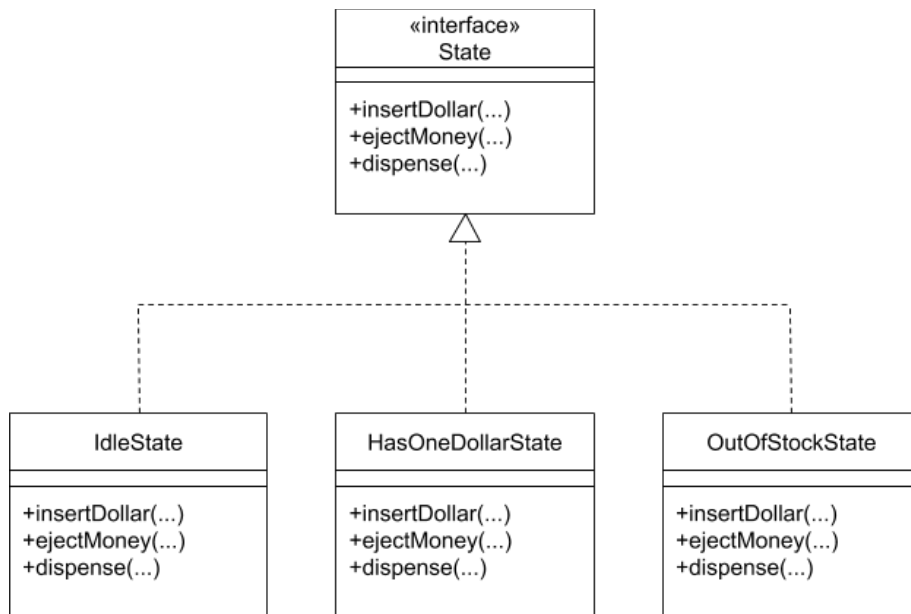 «interface»
State
+insertDollar(...)
+ejectMoney(...)
+dispense(...)
IdleState
+insertDollar(...)
+ejectMoney(...)
+dispense(...)
HasOneDollarState
+insertDollar(...)
+ejectMoney(...)
+dispense(...)
OutOfStockState
+insertDollar(...)
+ejectMoney(...)
+dispense(...)